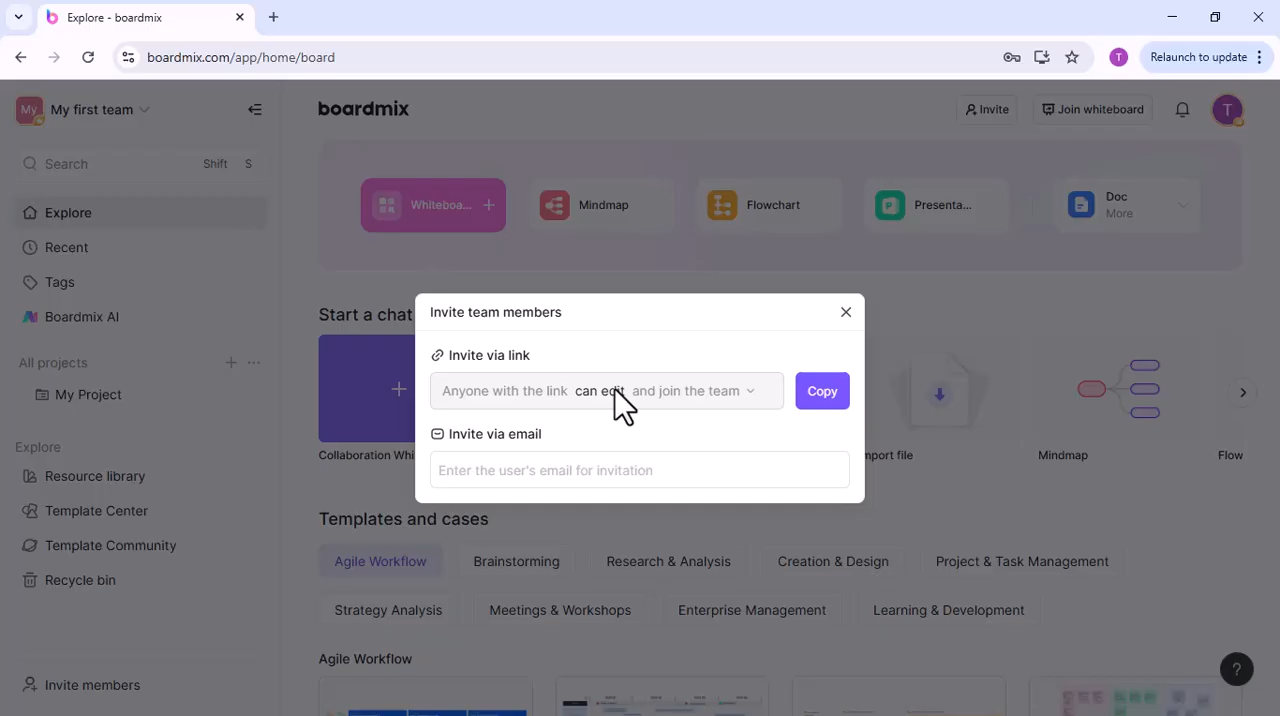 Explore - boardmix
boardmix.com/app/home/board
T
Relaunch to update
My
My first team
boardmix
Invite
Join whiteboard
T
Search
Shift
S
Whiteboa...
Mindmap
Flowchart
Presenta...
Doc
More
Explore
Recent
Tags
Boardmix AI
All projects
My Project
Explore
Resource library
Template Center
Template Community
Recycle bin
Invite members
Start a chat
Collaboration Whi
mport file
Mindmap
Flow
Invite team members
Invite via link
Anyone with the link can edit and join the team
Copy
Invite via email
Enter the user's email for invitation
Templates and cases
Agile Workflow
Brainstorming
Research & Analysis
Creation & Design
Project & Task Management
Strategy Analysis
Meetings & Workshops
Enterprise Management
Learning & Development
Agile Workflow
?